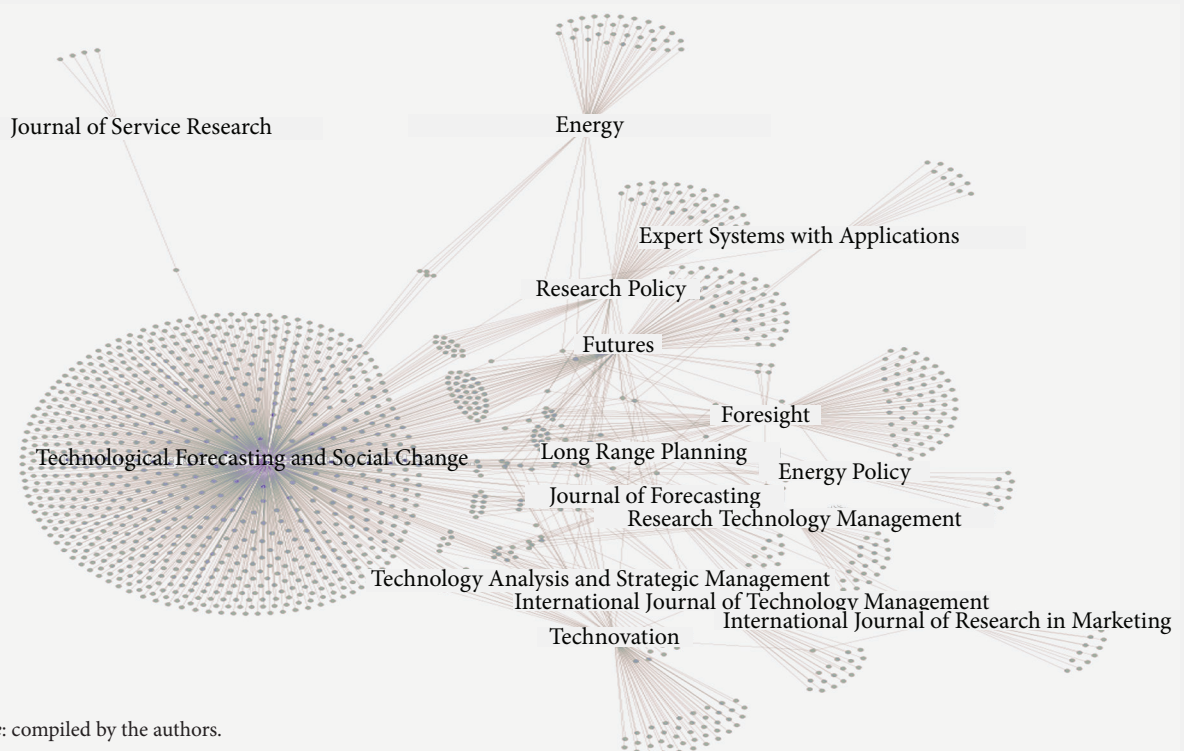 Journal of Service Research
Energy
Expert Systems with Applications
Research Policy
Futures
Foresight
Technological Forecasting and Social Change
Long Range Planning
Energy Policy
Journal of Forecasting
Research Technology Management
Technology Analysis and Strategic Management
International Journal of Technology Management
International Journal of Research in Marketing
Technovation
: compiled by the authors.